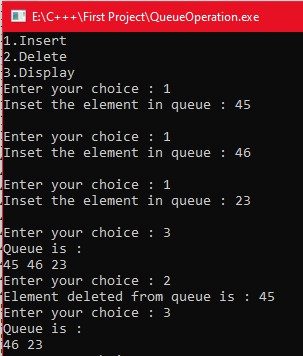 E:\C++\First Project\QueueOperation.exe
1.Insert
2.Delete
3.Display
Enter your choice : 1
Inset the element in queue : 45
Enter your choice : 1
Inset the element in queue : 46
Enter your choice : 1
Inset the element in queue : 23
Enter your choice : 3
Queue is :
45 46 23
Enter your choice : 2
Element deleted from queue is : 45
Enter your choice : 3
Queue is :
46 23